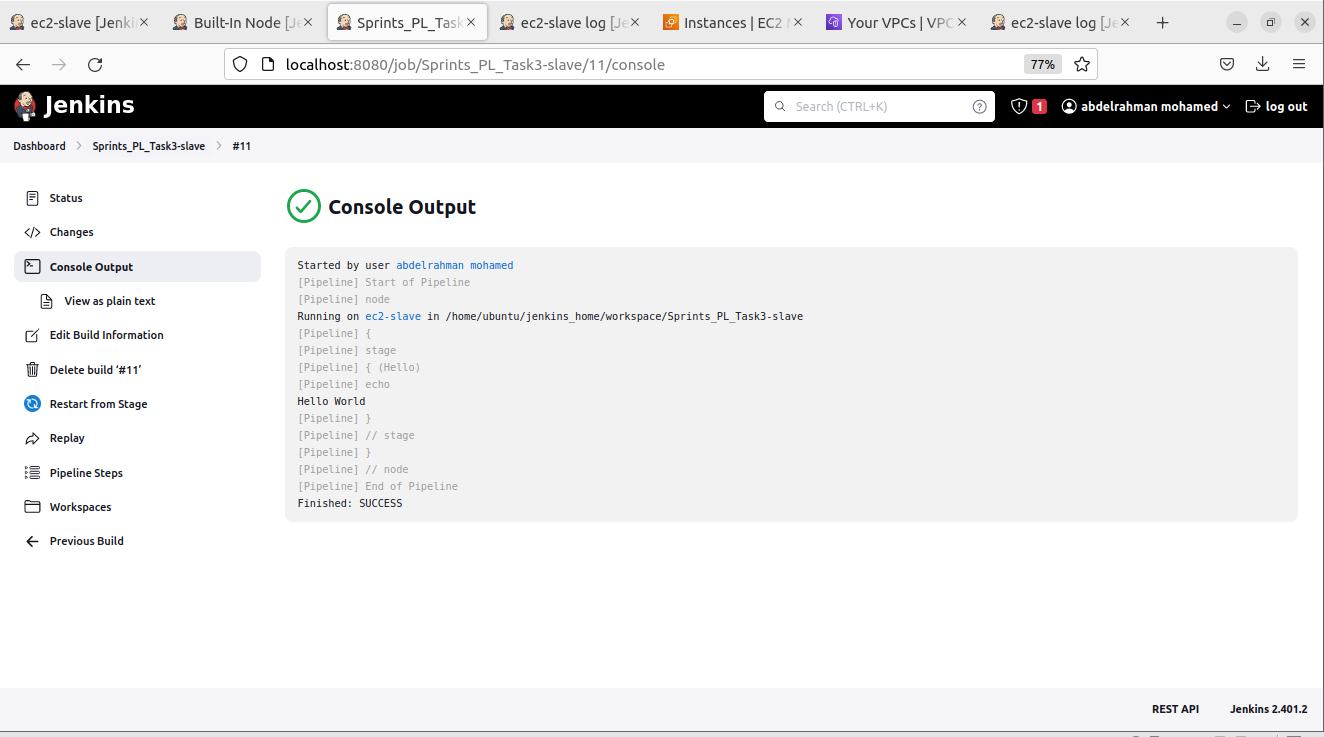 ec2-slave [Jenki
Built-In Node [Je
Sprints_PL_Task
ec2-slave log [Je
Instances | EC2 M
Your VPCs | VPC
ec2-slave log [Je
localhost:8080/job/Sprints_PL_Task3-slave/11/console
77%
Jenkins
Search (CTRL+K)
1
abdelrahman mohamed
log out
Dashboard
Sprints_PL_Task3-slave
#11
Status
Changes
Console Output
View as plain text
Edit Build Information
Delete build ‘#11’
Restart from Stage
Replay
Pipeline Steps
Workspaces
Previous Build
Console Output
Started by user abdelrahman mohamed
[Pipeline] Start of Pipeline
[Pipeline] node
Running on ec2-slave in /home/ubuntu/jenkins_home/workspace/Sprints_PL_Task3-slave
[Pipeline] {
[Pipeline] stage
[Pipeline] { (Hello)
[Pipeline] echo
Hello World
[Pipeline] }
[Pipeline] // stage
[Pipeline] }
[Pipeline] // node
[Pipeline] End of Pipeline
Finished: SUCCESS
REST API
Jenkins 2.401.2